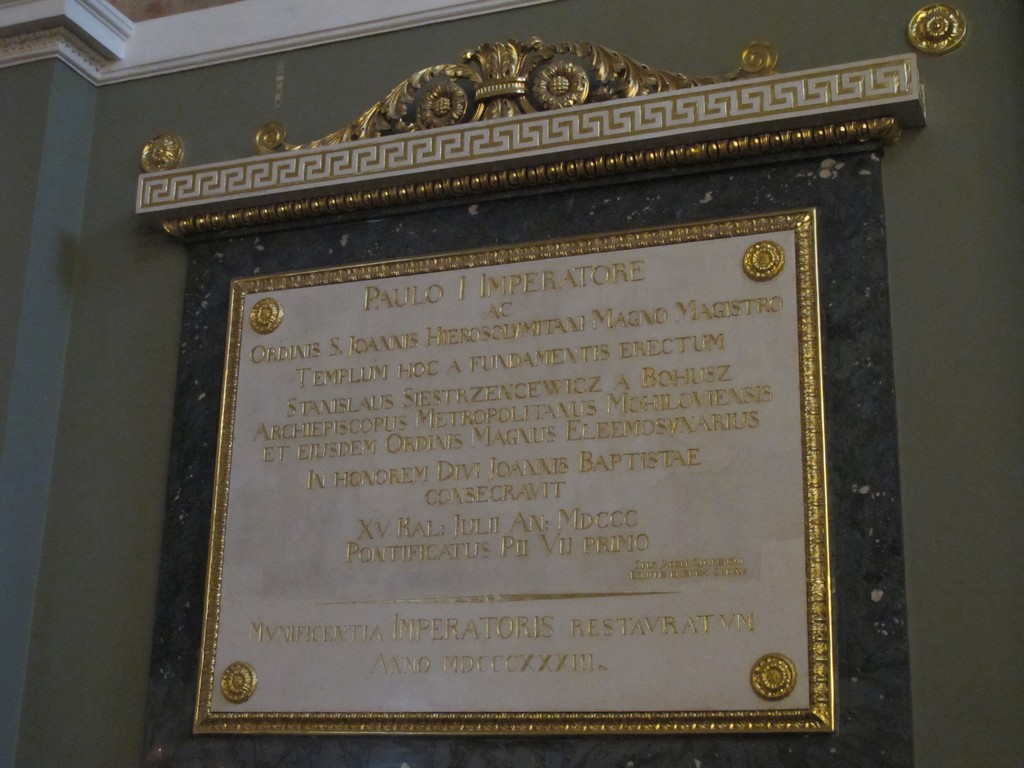 PAULO I IMPERATORE
AC
ORDINIS S. JOANNIS HIEROSOLYMITANI MAGNO MAGISTRO
TEMPLUM HOC A FUNDAMENTIS ERECTUM
STANISLAUS SIESTRZENCEWICZ A BOHUSZ
ARCHIEPISCOPUS METROPOLITANUS MOHILOVIENSIS
ET EJUSDEM ORDINIS MAGNUS ELEEMOSYNARIUS
IN HONOREM DIVI JOANNIS BAPTISTAE
CONSECRAVIT
XV KAL: JULII AN: MDCCC
PONTIFICATUS PII VII PRIMO
MVNIFICENTIA IMPERATORIS RESTAVRATVM
ANNO MDCCCXXXIII.